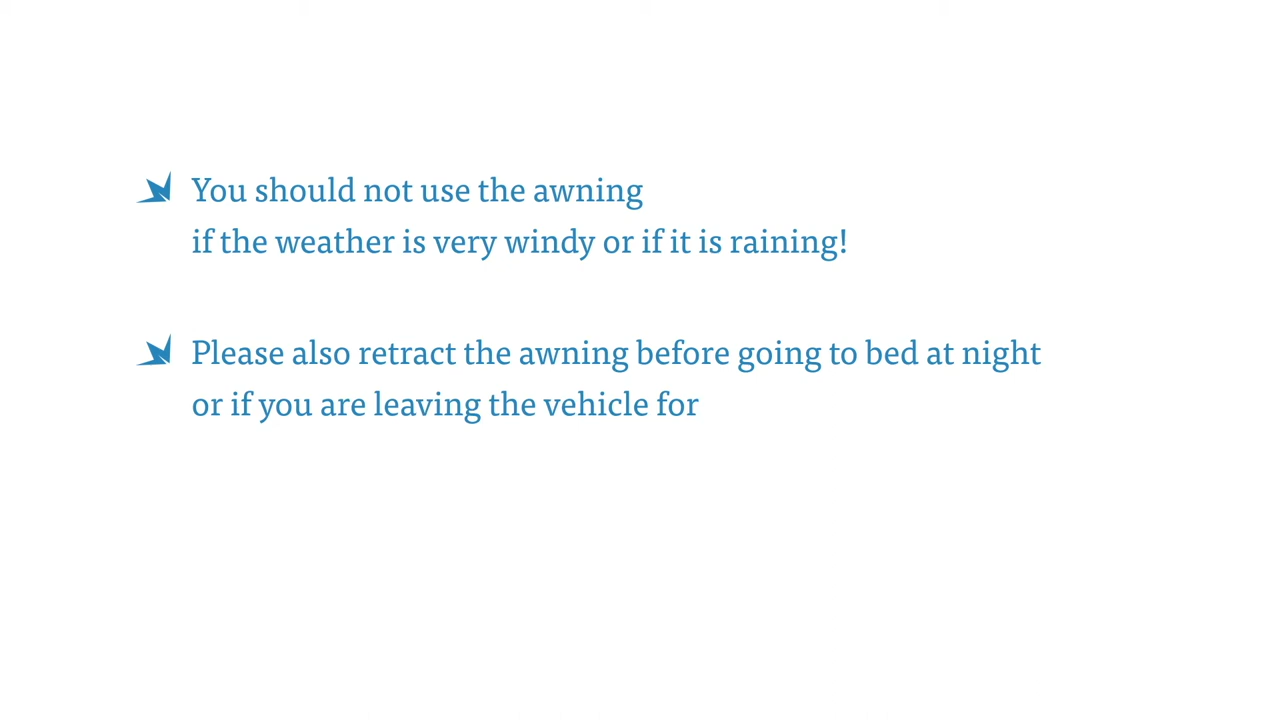 You should not use the awning
if the weather is very windy or if it is raining!
Please also retract the awning before going to bed at night
or if you are leaving the vehicle for